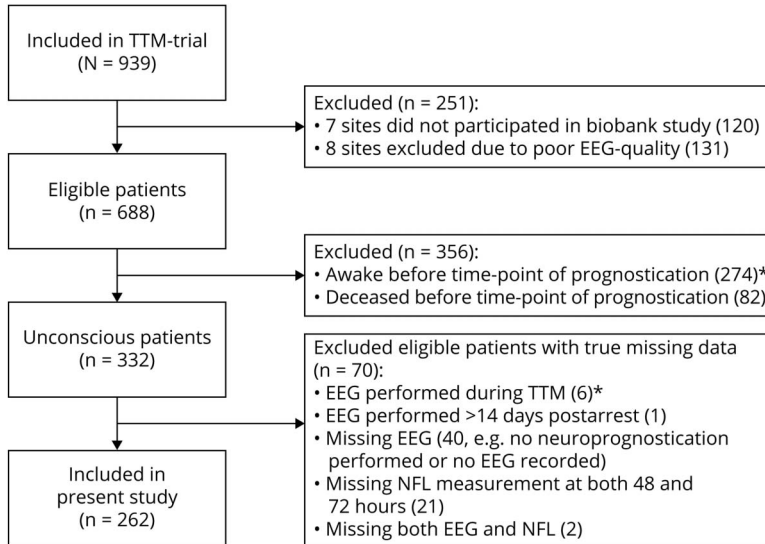 Included in TTM-trial
(N = 939)
Excluded (n = 251):
• 7 sites did not participated in biobank study (120)
• 8 sites excluded due to poor EEG-quality (131)
Eligible patients
(n = 688)
Excluded (n = 356):
• Awake before time-point of prognostication (274)*
• Deceased before time-point of prognostication (82)
Unconscious patients
(n = 332)
Excluded eligible patients with true missing data
(n = 70):
• EEG performed during TTM (6)*
• EEG performed >14 days postarrest (1)
• Missing EEG (40, e.g. no neuroprognostication
performed or no EEG recorded)
• Missing NFL measurement at both 48 and
72 hours (21)
• Missing both EEG and NFL (2)
Included in
present study
(n = 262)